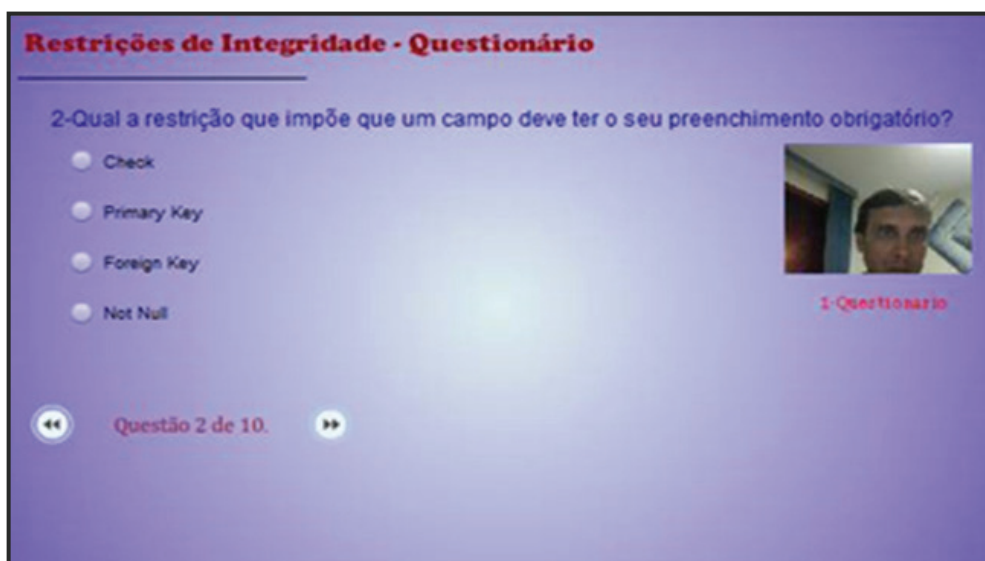 Restrições de Integridade - Questionário
2-Qual a restrição que impõe que um campo deve ter o seu preenchimento obrigatório?
Check
Primary Key
Foreign Key
Not Null
1-Questionario
Questão 2 de 10.